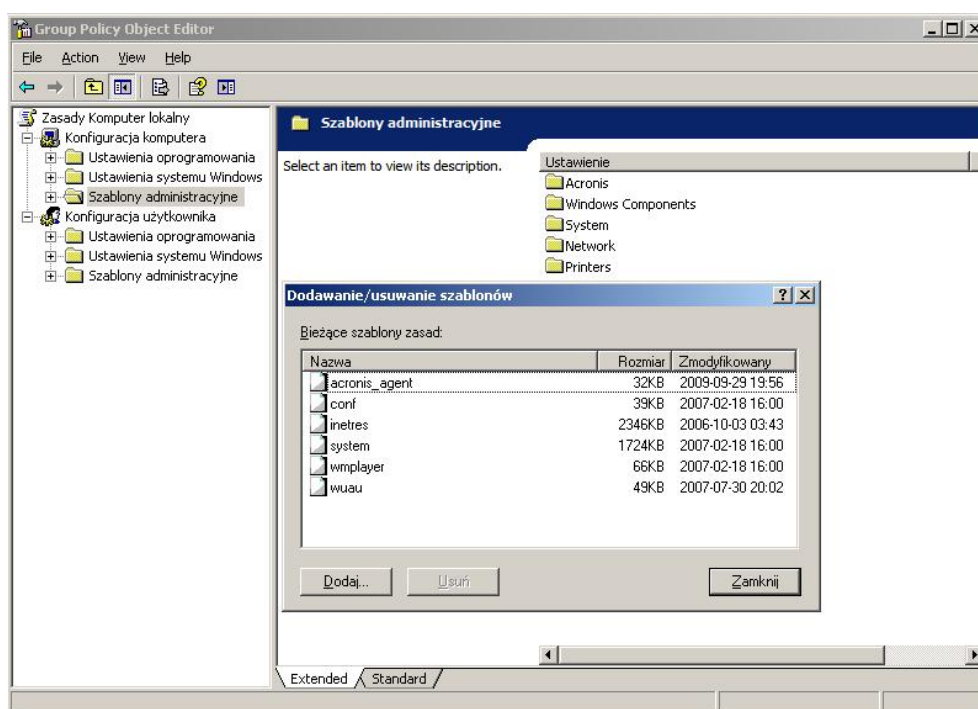 Group Policy Object Editor
File Action View Help
Zasady Komputer lokalny
Konfiguracja komputera
Ustawienia oprogramowania
Ustawienia systemu Windows
Szablony administracyjne
Konfiguracja użytkownika
Ustawienia oprogramowania
Ustawienia systemu Windows
Szablony administracyjne
Szablony administracyjne
Select an item to view its description.
Ustawienie
Acronis
Windows Components
System
Network
Printers
Dodawanie/usuwanie szablonów
Bieżące szablony zasad:
Nazwa Rozmiar Zmodyfikowany
acronis_agent 32KB 2009-09-29 19:56
conf 39KB 2007-02-18 16:00
inetres 2346KB 2006-10-03 03:43
system 1724KB 2007-02-18 16:00
wmplayer 66KB 2007-02-18 16:00
wuau 49KB 2007-07-30 20:02
Dodaj... Usuń Zamknij
Extended Standard